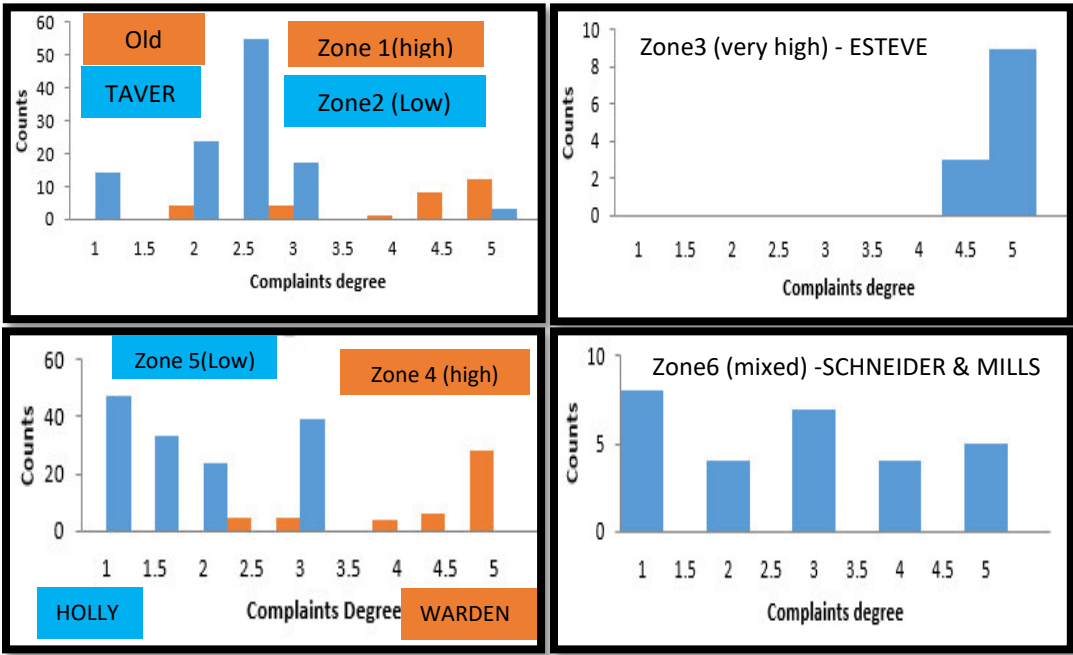 60
50
40
30
20
10
0
Counts
Old
TAVER
Zone 1(high)
Zone2 (Low)
1 1.5 2 2.5 3 3.5 4 4.5 5
Complaints degree
10
8
6
4
2
0
Counts
Zone3 (very high) - ESTEVE
1 1.5 2 2.5 3 3.5 4 4.5 5
Complaints degree
60
40
20
0
Counts
Zone 5(Low)
Zone 4 (high)
1 1.5 2 2.5 3 3.5 4 4.5 5
HOLLY
Complaints Degree
WARDEN
10
5
0
Counts
Zone6 (mixed) -SCHNEIDER & MILLS
1 1.5 2 2.5 3 3.5 4 4.5 5
Complaints degree